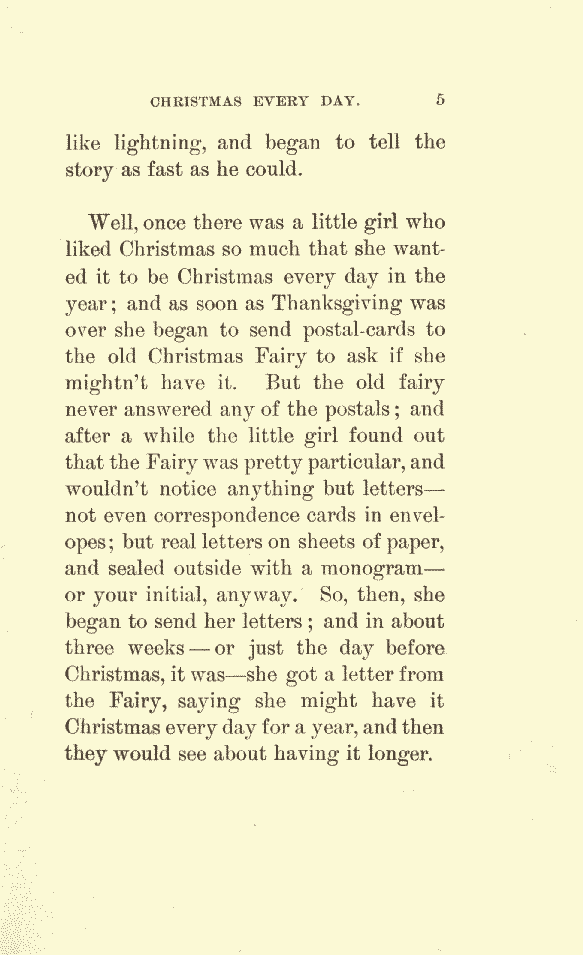 CHRISTMAS EVERY DAY. 5
like lightning, and began to tell the
story as fast as he could.
Well, once there was a little girl who
liked Christmas so much that she want-
ed it to be Christmas every day in the
year; and as soon as Thanksgiving was
over she began to send postal-cards to
the old Christmas Fairy to ask if she
mightn't have it. But the old fairy
never answered any of the postals; and
after a while the little girl found out
that the Fairy was pretty particular, and
wouldn't notice anything but letters—
not even correspondence cards in envel-
opes; but real letters on sheets of paper,
and sealed outside with a monogram—
or your initial, anyway. So, then, she
began to send her letters; and in about
three weeks—or just the day before
Christmas, it was—she got a letter from
the Fairy, saying she might have it
Christmas every day for a year, and then
they would see about having it longer.